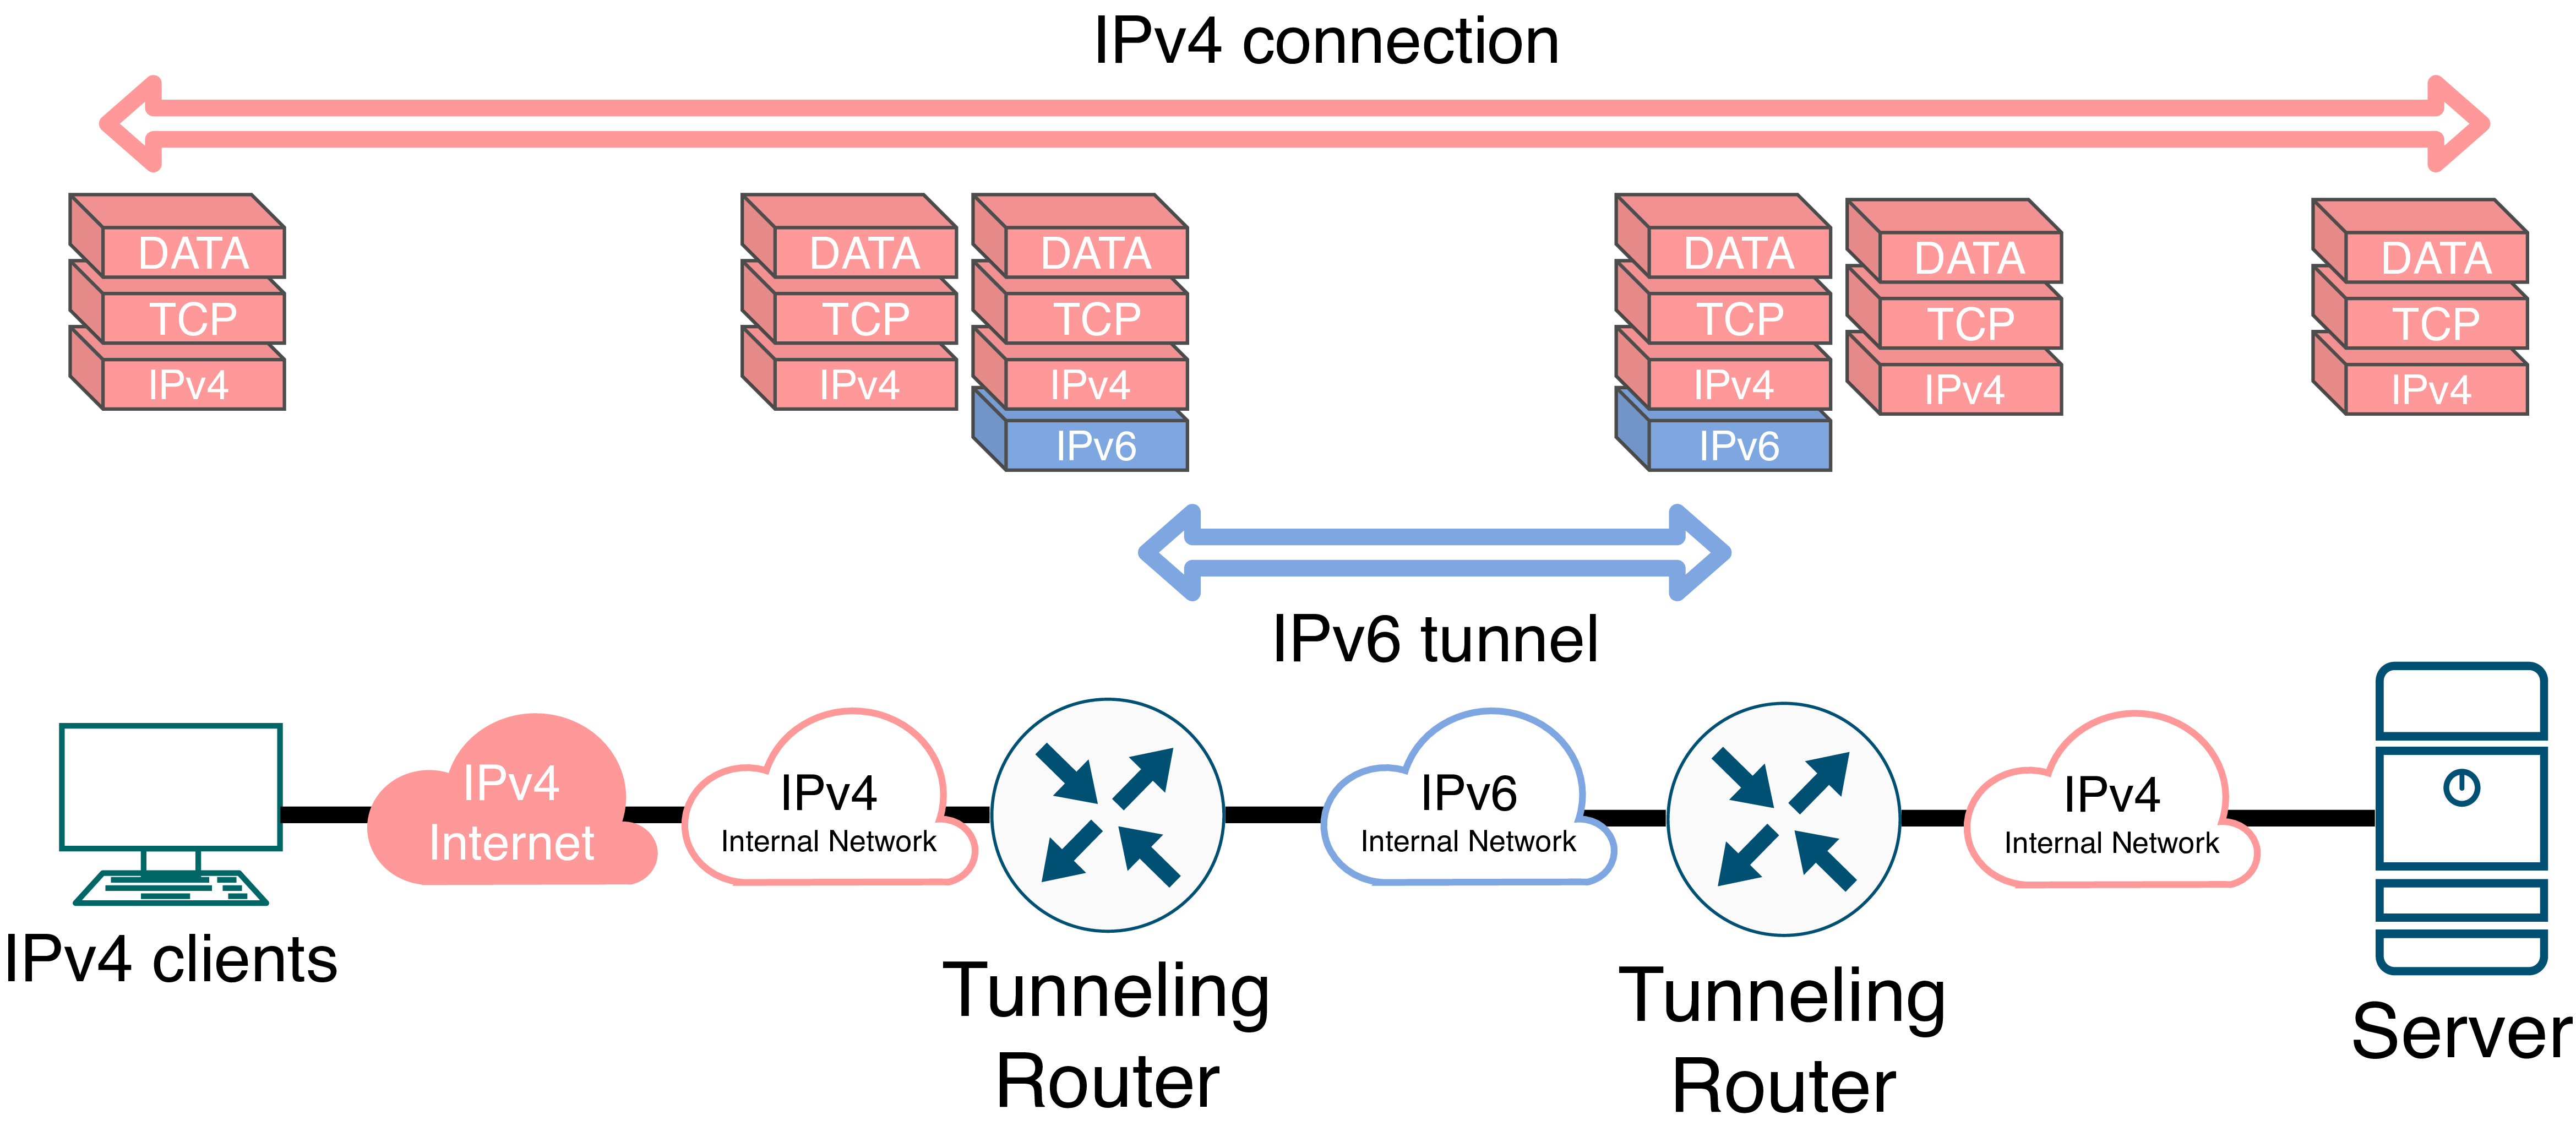 IPv4 connection
DATA DATA DATA DATA DATA DATA
TCP TCP TCP TCP TCP TCP
IPv4 IPv4 IPv4 IPv4 IPv4 IPv4
IPv6 IPv6
IPv6 tunnel
IPv4
Internet
IPv4
Internal Network
IPv6
Internal Network
IPv4
Internal Network
IPv4 clients
Tunneling
Router
Tunneling
Router
Server